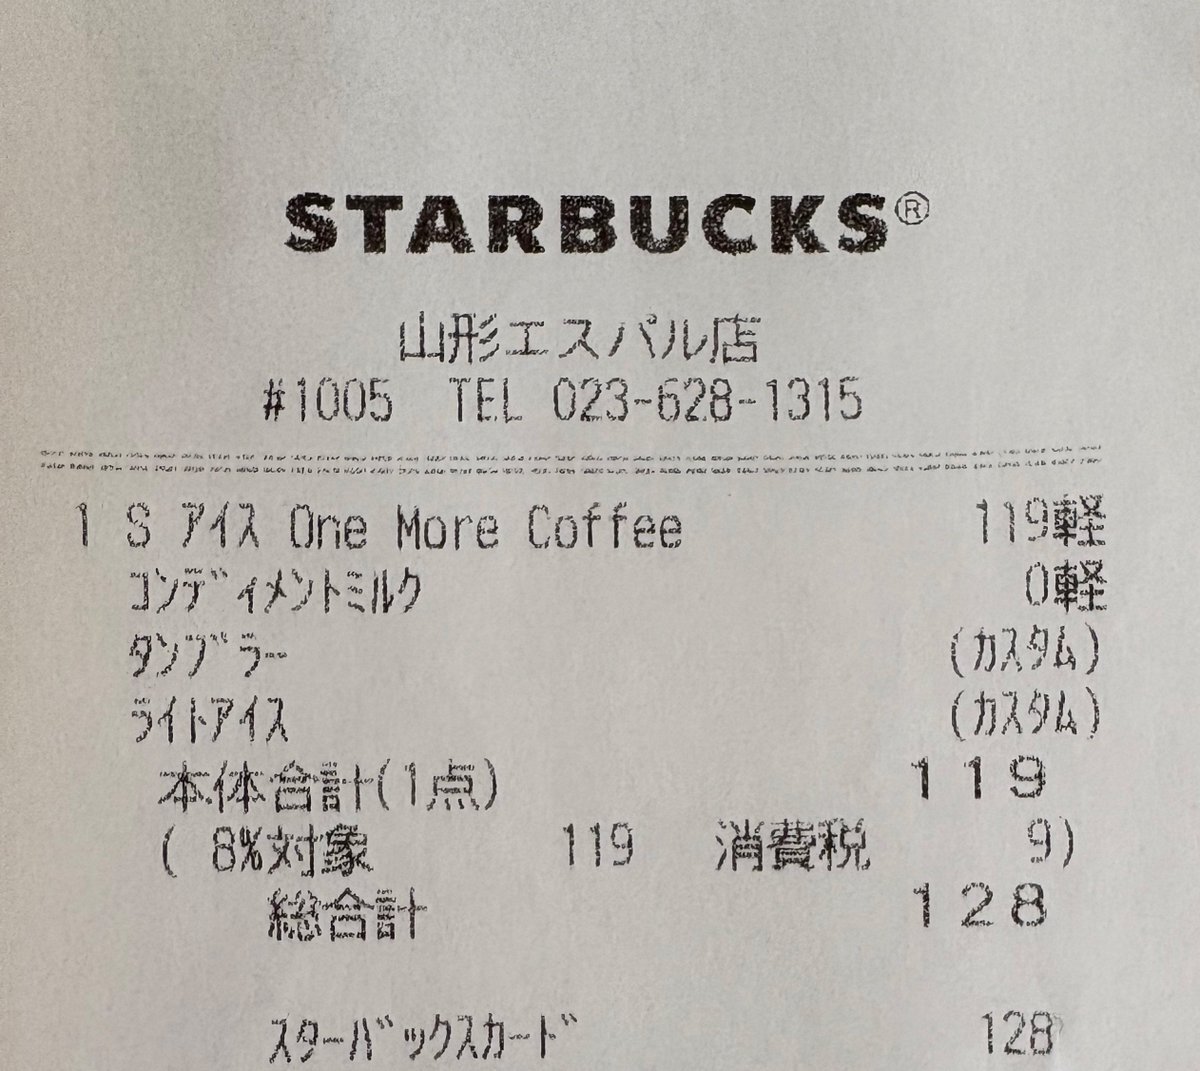 STARBUCKS®
山形エスパル店
#1005 TEL 023-628-1315
1 S アイス One More Coffee 119軽
コンディメントミルク 0軽
タンブラー (カスタム)
ライトアイス (カスタム)
本体合計(1点) 119
( 8%対象 119 消費税 9)
総合計 128
スターバックスカード 128